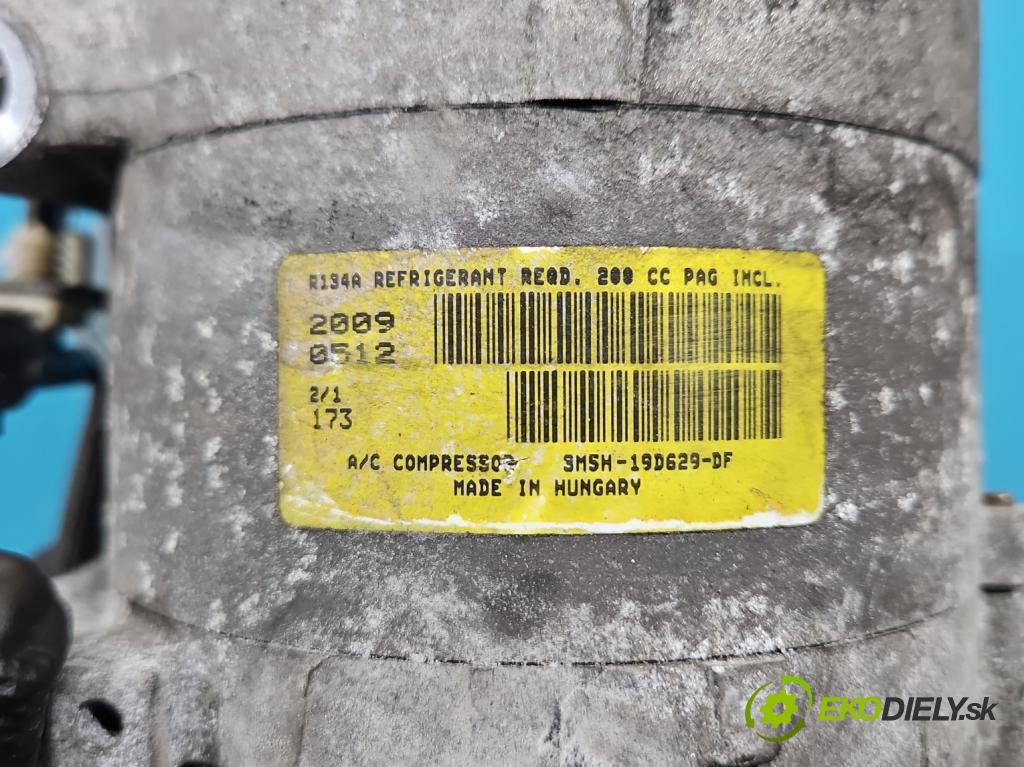 R134A REFRIGERANT REQD. 200 CC PAG INCL.
2009
0512
2/1
173
A/C COMPRESSOR 3M5H-19D629-DF
MADE IN HUNGARY
EKODIELY.sk